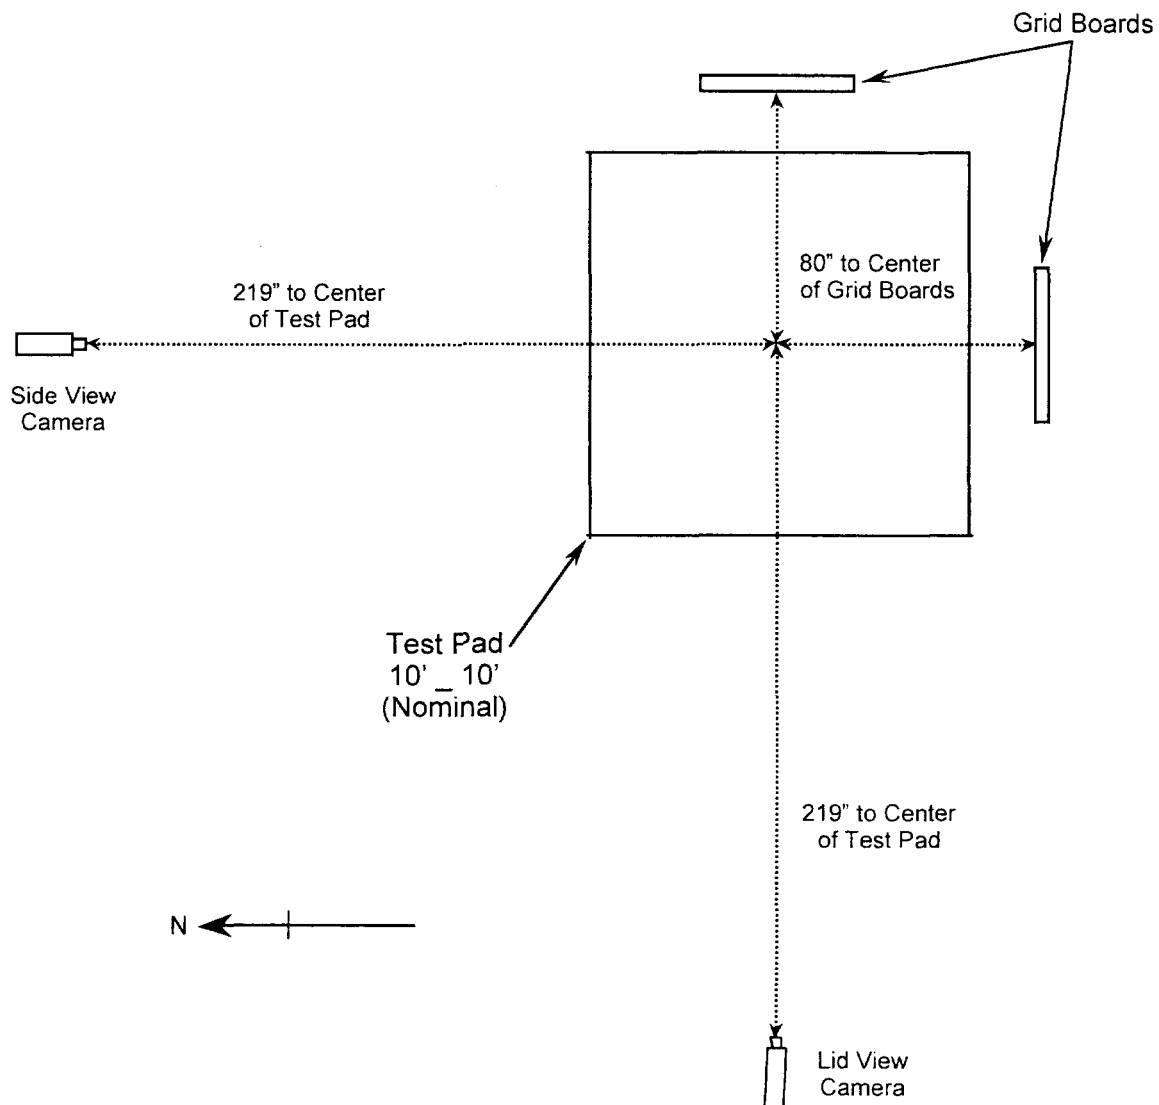 Grid Boards
80" to Center
of Grid Boards
219" to Center
of Test Pad
Side View
Camera
Test Pad
10' _ 10'
(Nominal)
219" to Center
of Test Pad
N
Lid View
Camera